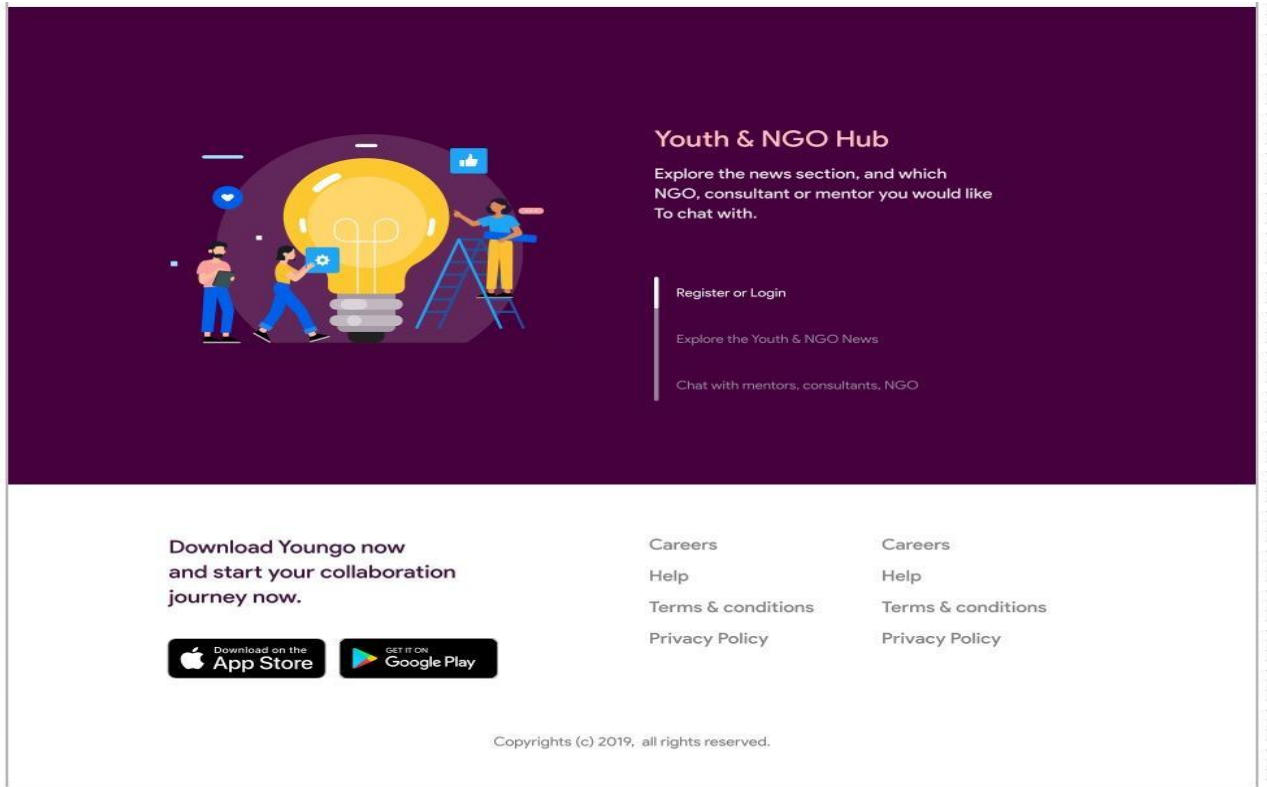 Youth & NGO Hub
Explore the news section, and which
NGO, consultant or mentor you would like
To chat with.
Register or Login
Explore the Youth & NGO News
Chat with mentors, consultants, NGO
Download Youngo now
and start your collaboration
journey now.
Download on the
App Store
GET IT ON
Google Play
Careers
Help
Terms & conditions
Privacy Policy
Careers
Help
Terms & conditions
Privacy Policy
Copyrights (c) 2019, all rights reserved.